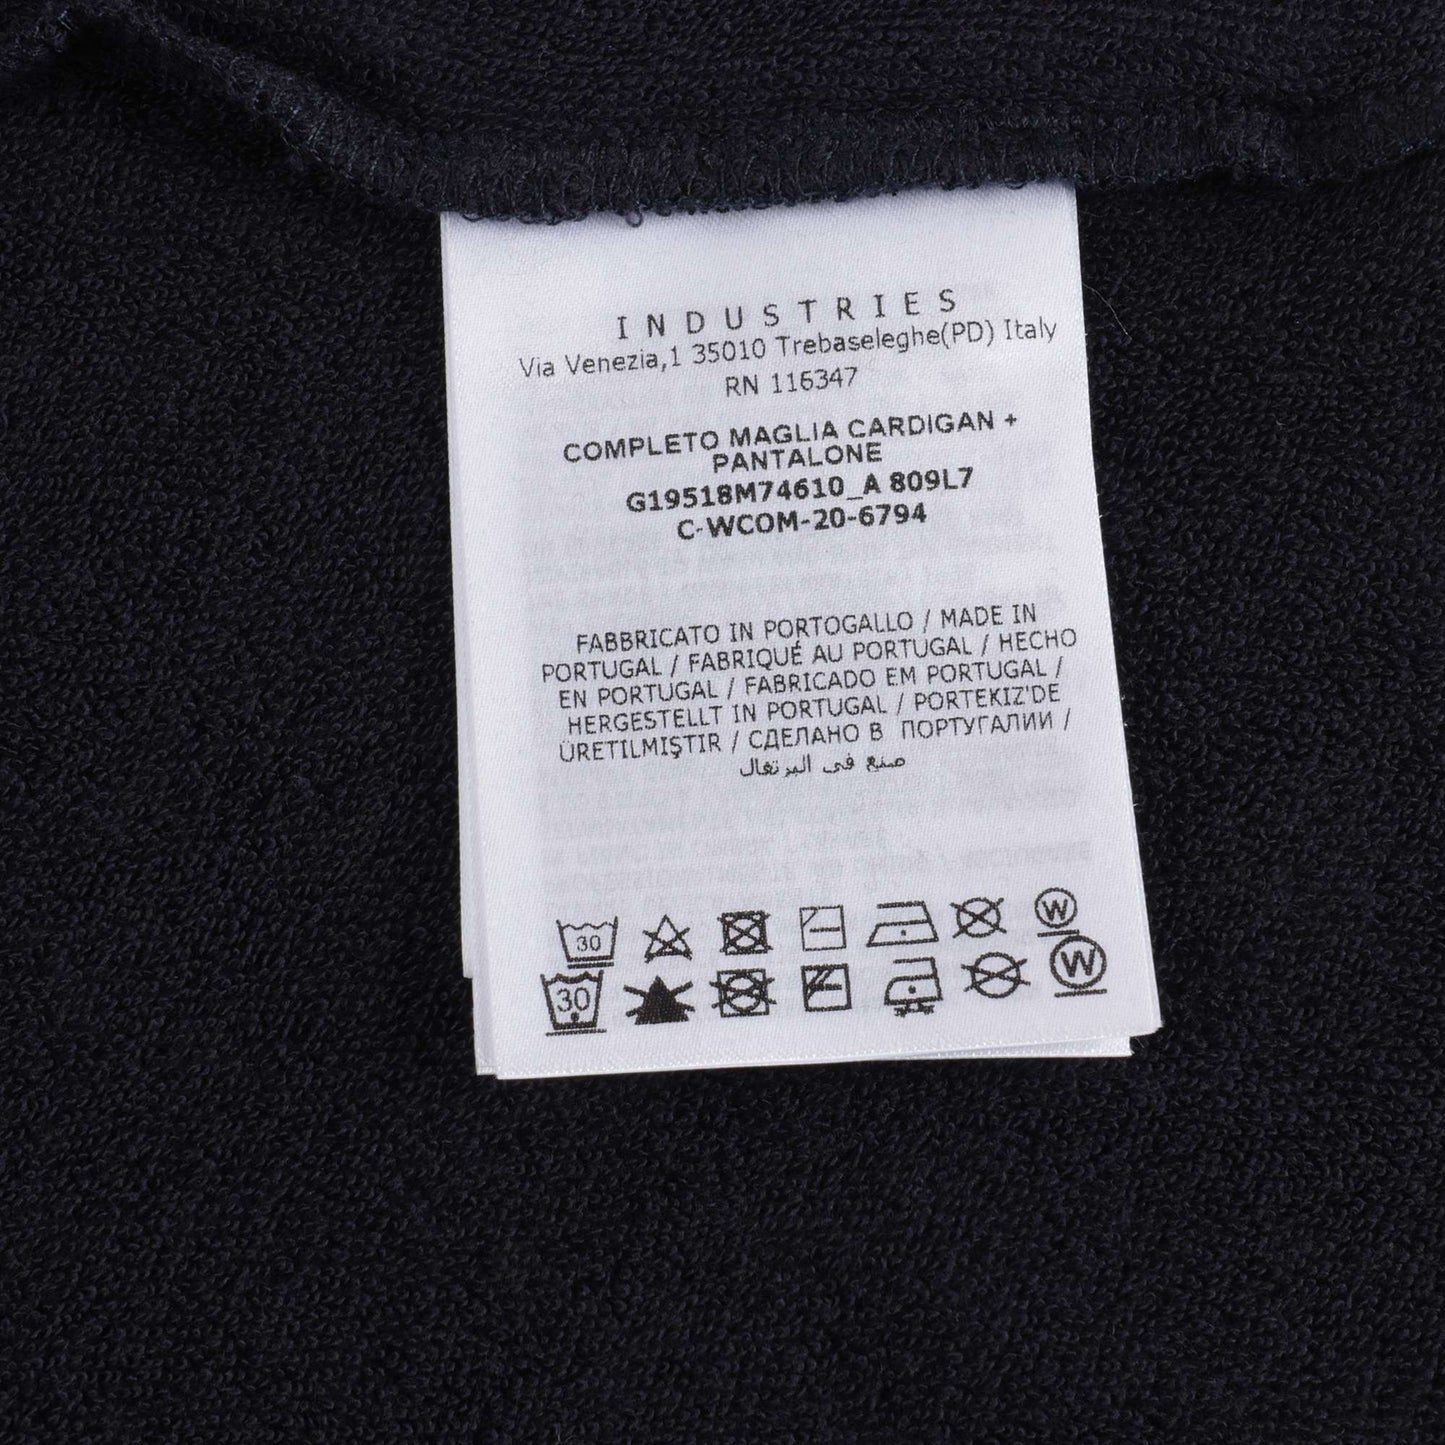 INDUSTRIES
Via Venezia,1 35010 Trebaseleghe(PD) Italy
RN 116347
COMPLETO MAGLIA CARDIGAN +
PANTALONE
G19518M74610_A 809L7
C-WCOM-20-6794
FABBRICATO IN PORTOGALLO / MADE IN
PORTUGAL / FABRIQUÉ AU PORTUGAL / HECHO
EN PORTUGAL / FABRICADO EM PORTUGAL /
HERGESTELLT IN PORTUGAL / PORTEKIZ'DE
ÜRETILMIŞTIR / СДЕЛАНО В ПОРТУГАЛИИ /
صنع في البرتغال
30 W
30 W